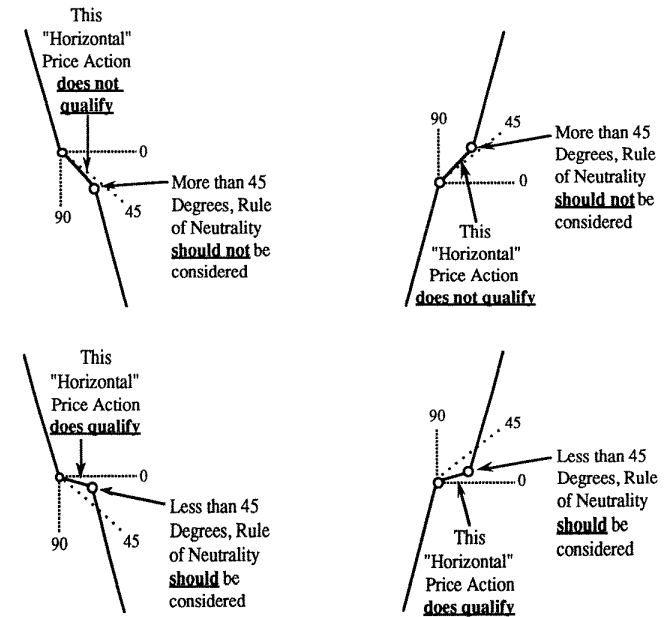 This
"Horizontal"
Price Action
does not
qualify
0
90
45
More than 45
Degrees, Rule
of Neutrality
should not be
considered
90
45
0
More than 45
Degrees, Rule
of Neutrality
should not be
considered
This
"Horizontal"
Price Action
does not qualify
This
"Horizontal"
Price Action
does qualify
0
90
45
Less than 45
Degrees, Rule
of Neutrality
should be
considered
90
45
0
Less than 45
Degrees, Rule
of Neutrality
should be
considered
This
"Horizontal"
Price Action
does qualify